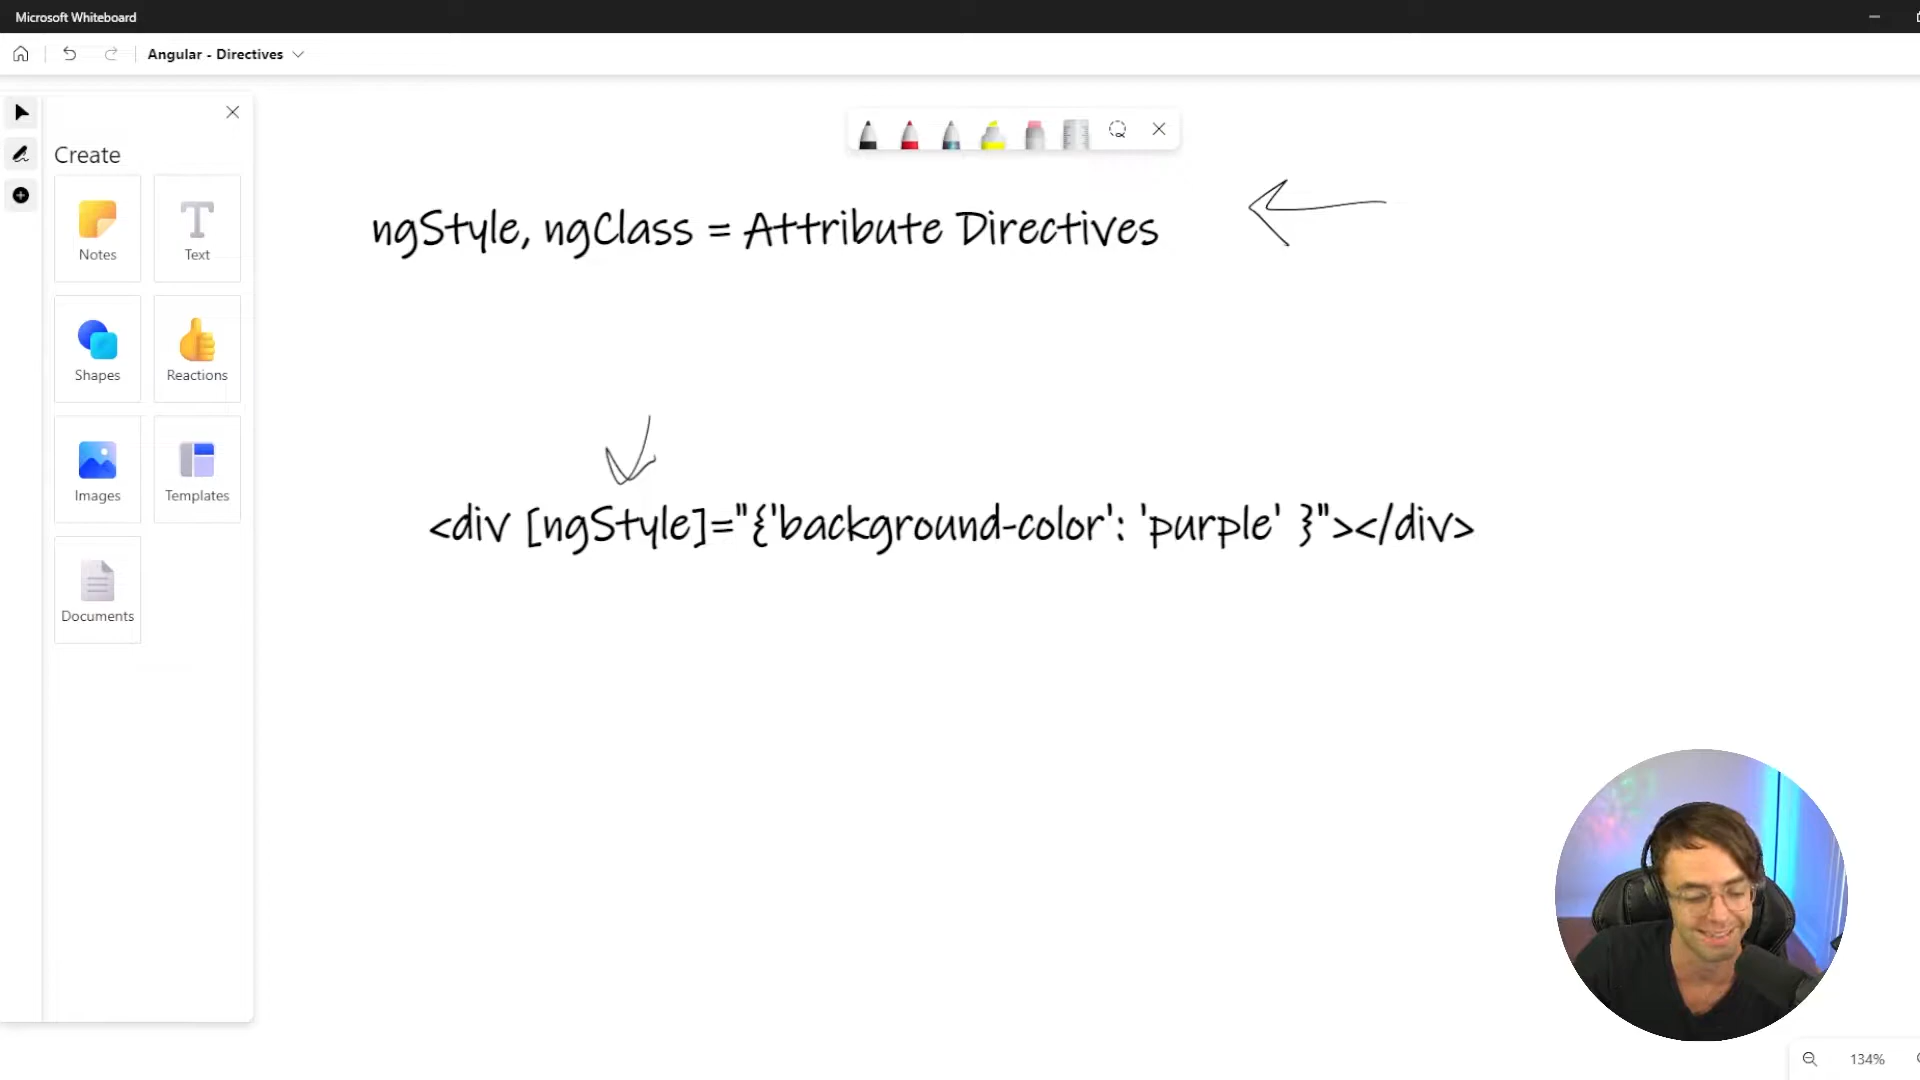 Microsoft Whiteboard
Angular - Directives
Create
Notes
Text
Shapes
Reactions
Images
Templates
Documents
ngStyle, ngClass = Attribute Directives
<div [ngStyle]="{'background-color': 'purple' }"></div>
134%